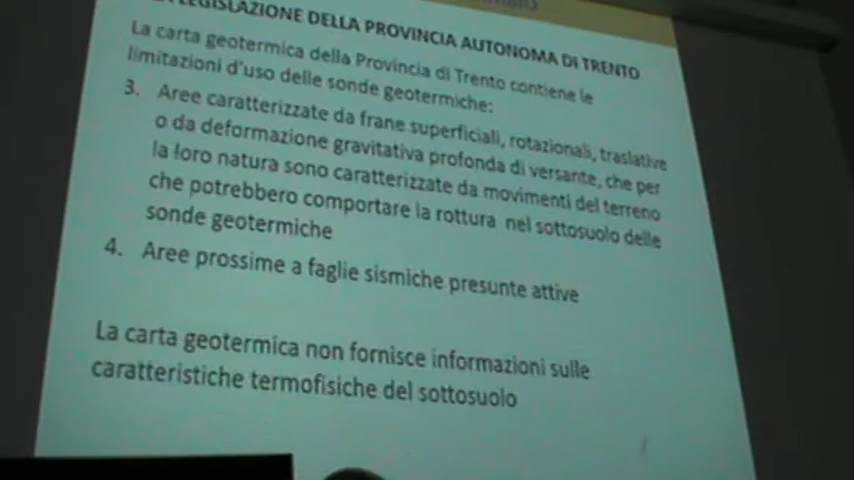 LEGISLAZIONE DELLA PROVINCIA AUTONOMA DI TRENTO
La carta geotermica della Provincia di Trento contiene le
limitazioni d'uso delle sonde geotermiche:
3. Aree caratterizzate da frane superficiali, rotazionali, traslative
o da deformazione gravitativa profonda di versante, che per
la loro natura sono caratterizzate da movimenti del terreno
che potrebbero comportare la rottura nel sottosuolo delle
sonde geotermiche
4. Aree prossime a faglie sismiche presunte attive
La carta geotermica non fornisce informazioni sulle
caratteristiche termofisiche del sottosuolo